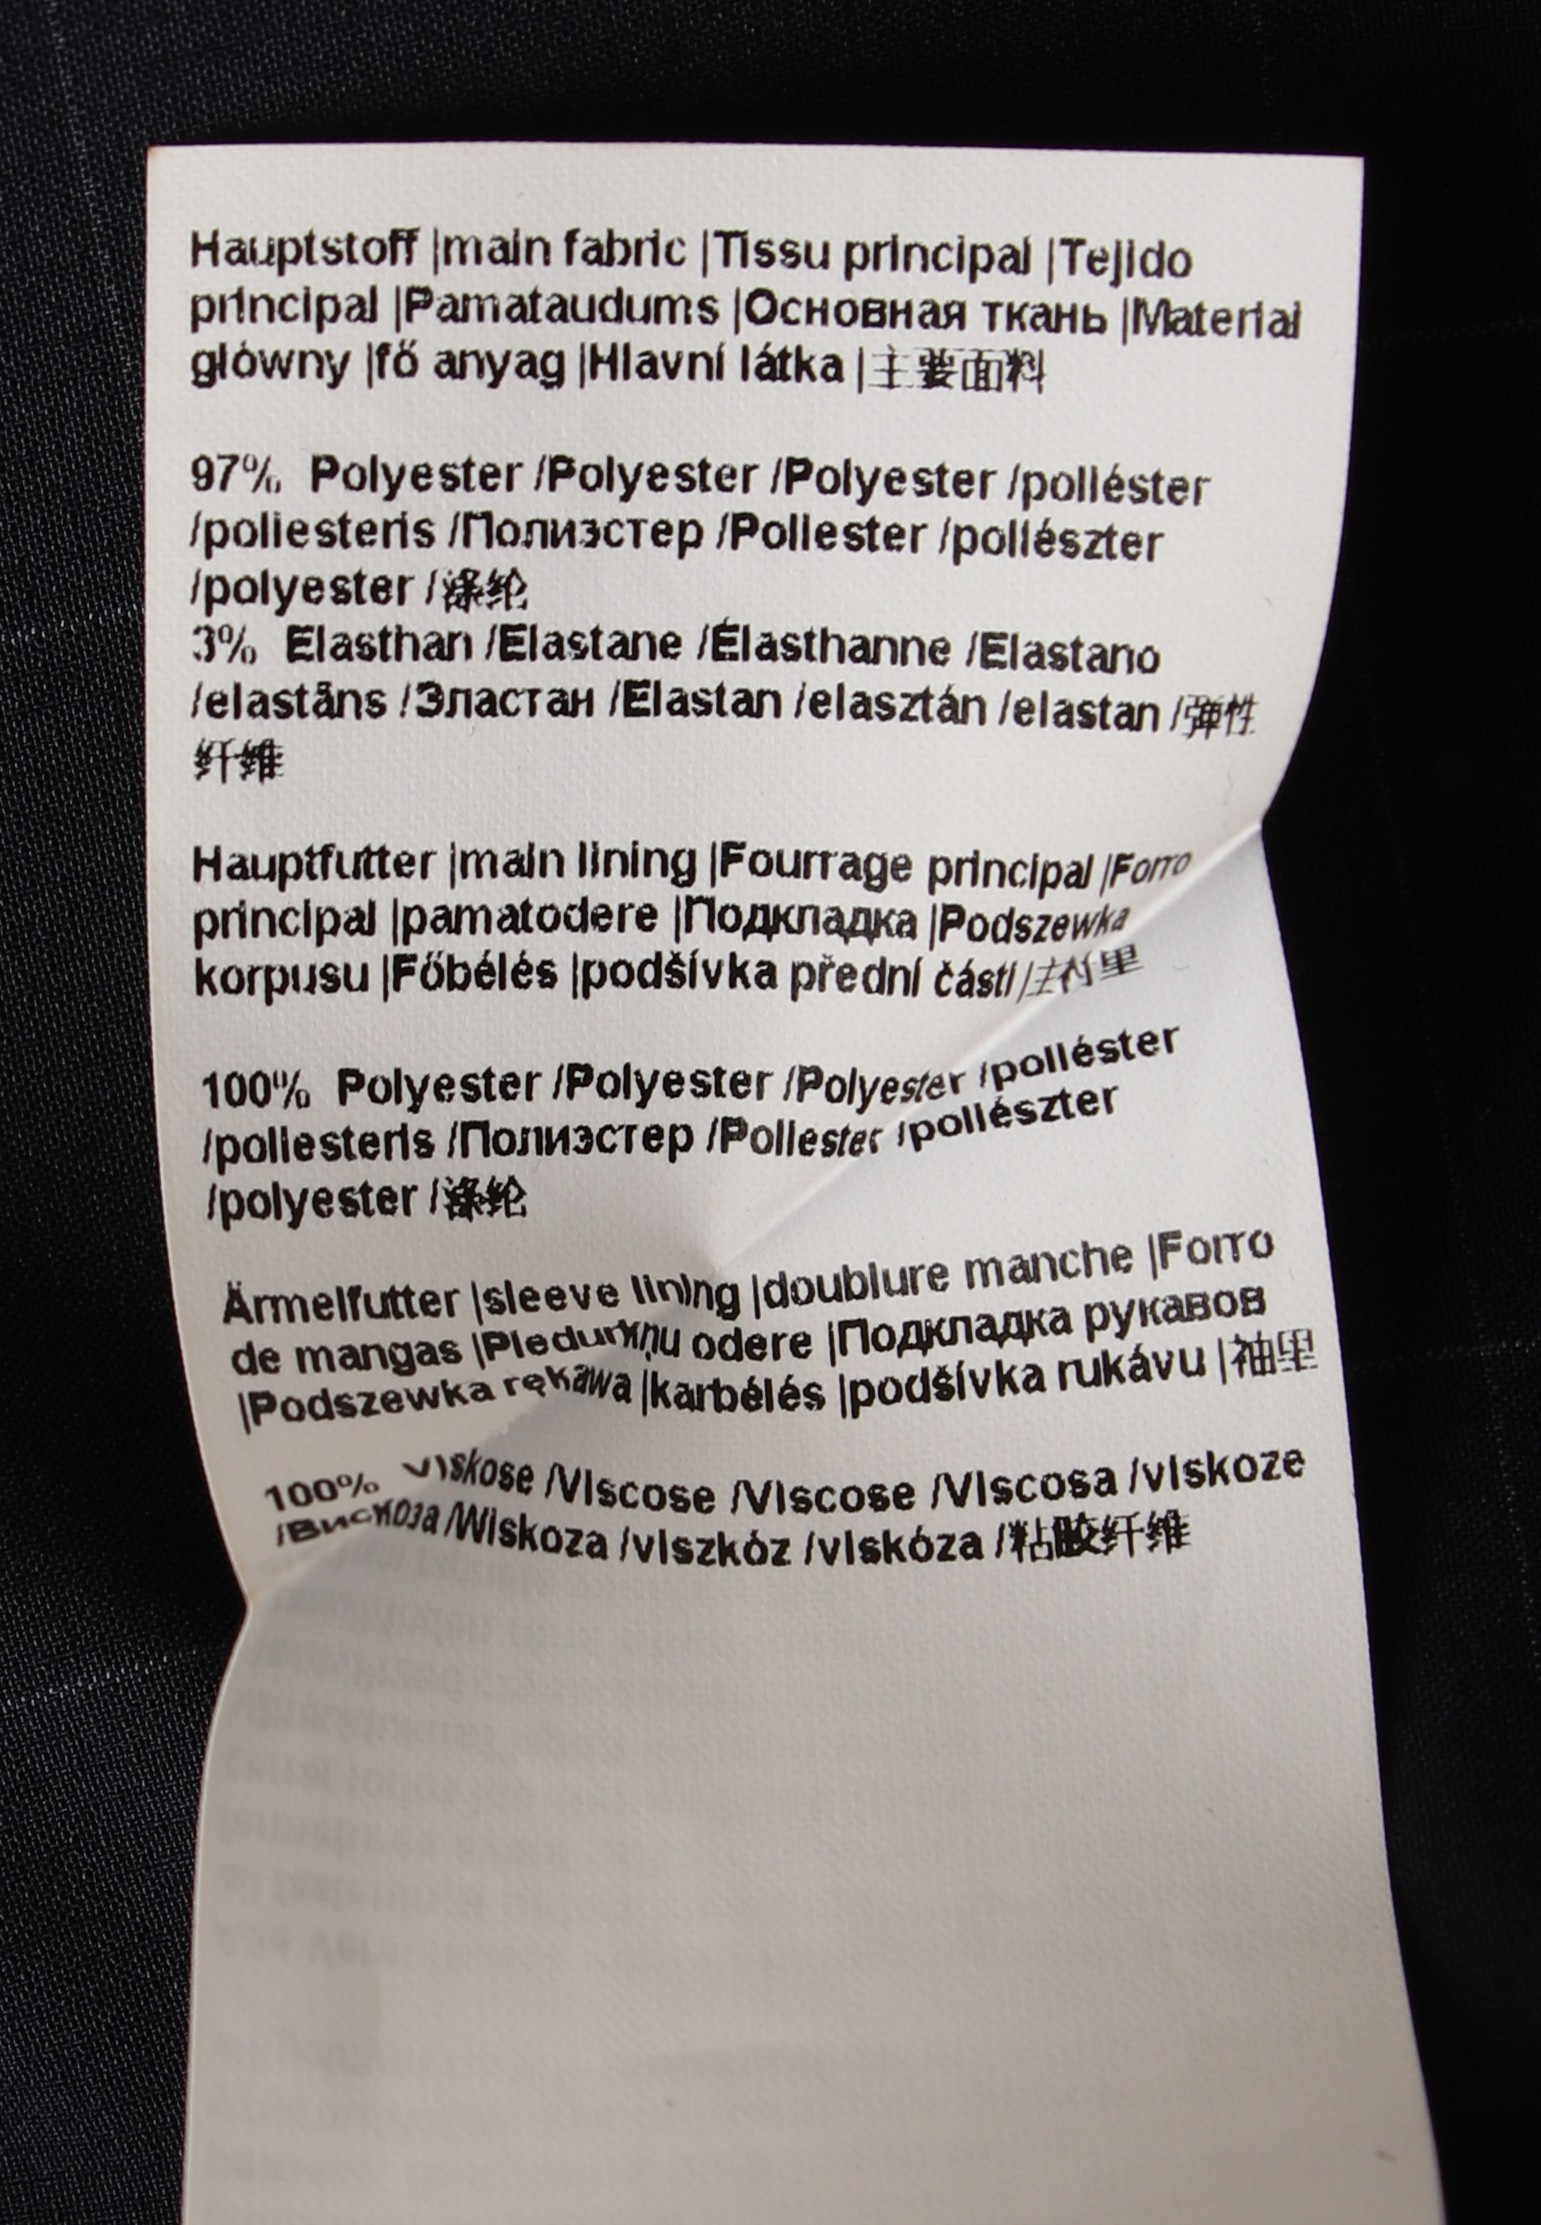 Hauptstoff |main fabric |Tissu principal |Tejido
principal |Pamataudums |Основная ткань |Materiał
główny |fő anyag |Hlavní látka |主要面料
97% Polyester /Polyester /Polyester /poliéster
/poliesteris /Полиэстер /Poliester /poliészter
/polyester /涤纶
3% Elasthan /Elastane /Élasthanne /Elastano
/elastāns /Эластан /Elastan /elasztán /elastan /弹性
纤维
Hauptfutter |main lining |Fourrage principal |Forro
principal |pamatodere |Подкладка |Podszewka
korpusu |Főbélés |podšívka přední části |主衬里
100% Polyester /Polyester /Polyester /poliéster
/poliesteris /Полиэстер /Poliester /poliészter
/polyester /涤纶
Ärmelfutter |sleeve lining |doublure manche |Forro
de mangas |Piedurkņu odere |Подкладка рукавов
|Podszewka rękawa |karbélés |podšívka rukávu |袖里
100% Viskose /Viscose /Viscose /Viscosa /viskoze
/Вискоза /Wiskoza /viszkóz /viskóza /粘胶纤维